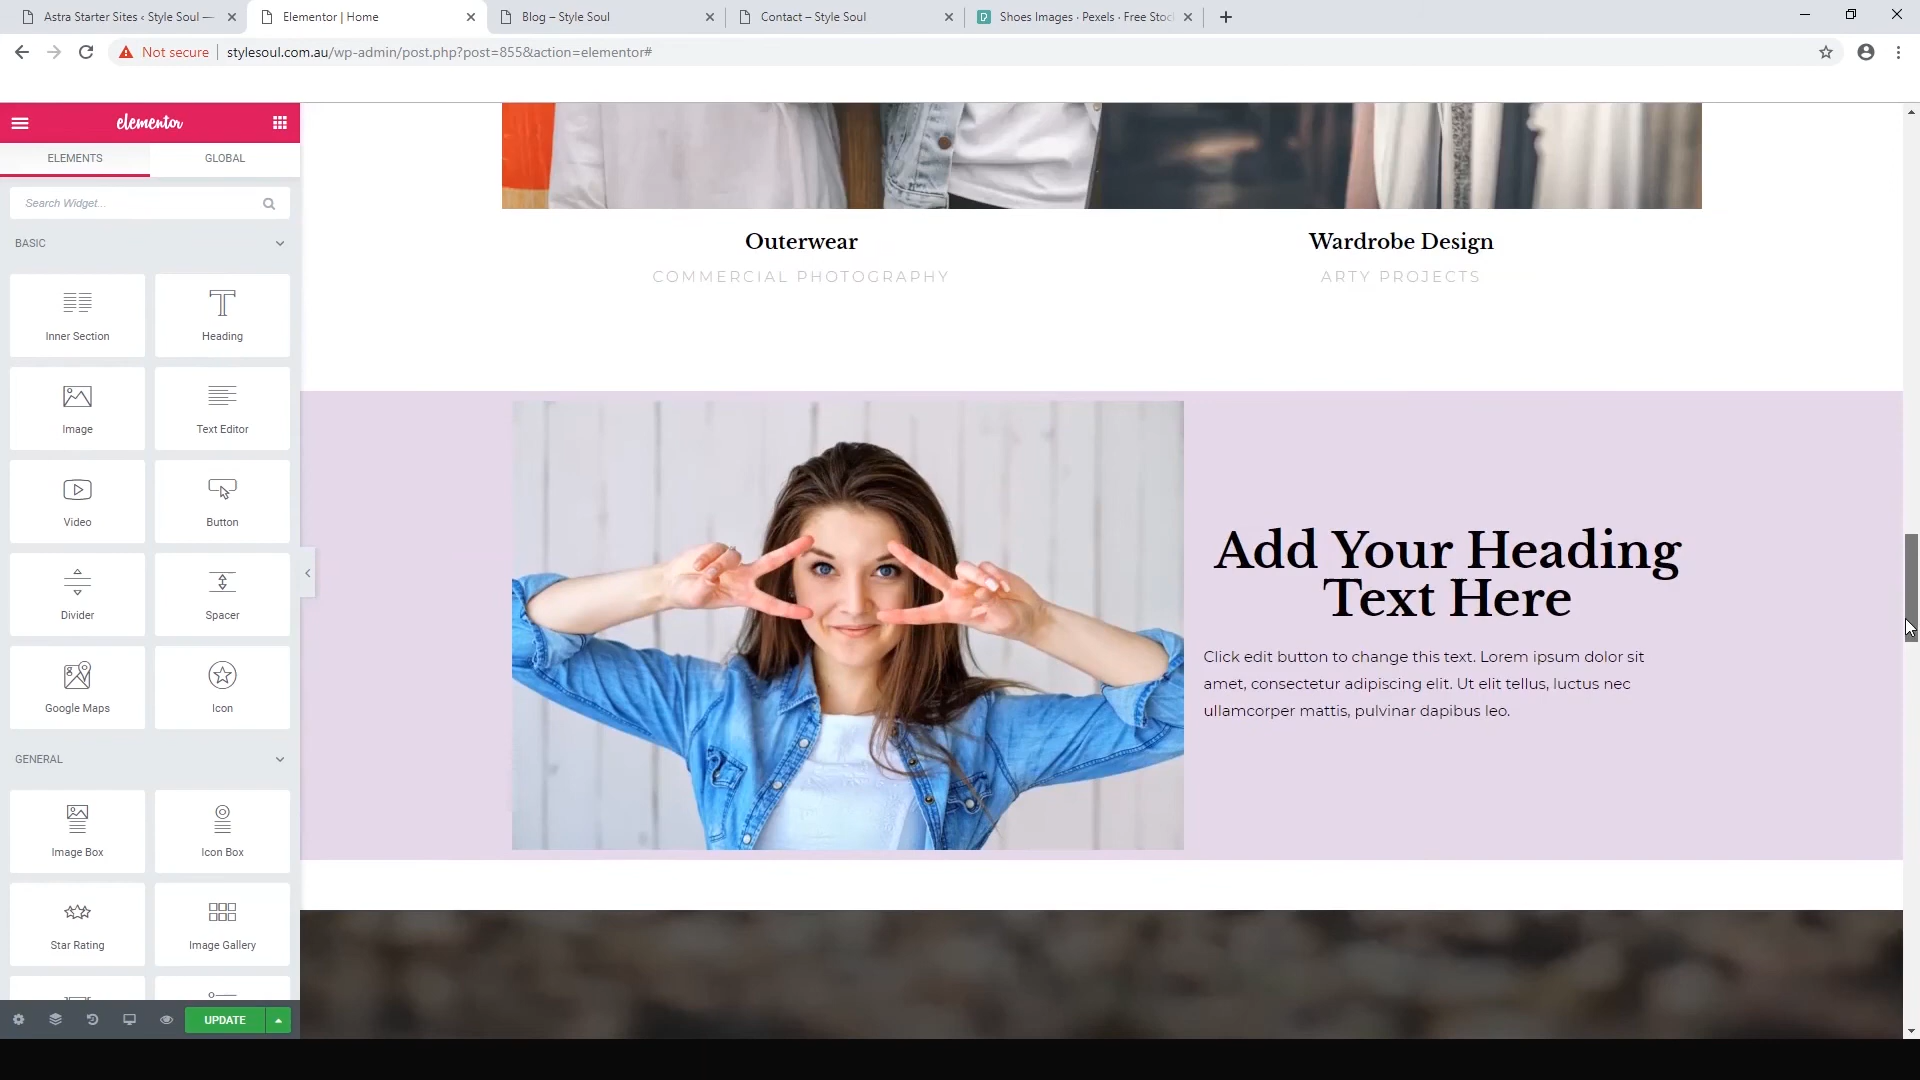 Astra Starter Sites ‹ Style Soul —
Elementor | Home
Blog – Style Soul
Contact – Style Soul
Shoes Images · Pexels · Free Stoc
Not secure
stylesoul.com.au/wp-admin/post.php?post=855&action=elementor#
elementor
ELEMENTS
GLOBAL
Search Widget...
BASIC
Inner Section
Heading
Image
Text Editor
Video
Button
Divider
Spacer
Google Maps
Icon
GENERAL
Image Box
Icon Box
Star Rating
Image Gallery
UPDATE
Outerwear
COMMERCIAL PHOTOGRAPHY
Wardrobe Design
ARTY PROJECTS
Add Your Heading
Text Here
Click edit button to change this text. Lorem ipsum dolor sit
amet, consectetur adipiscing elit. Ut elit tellus, luctus nec
ullamcorper mattis, pulvinar dapibus leo.